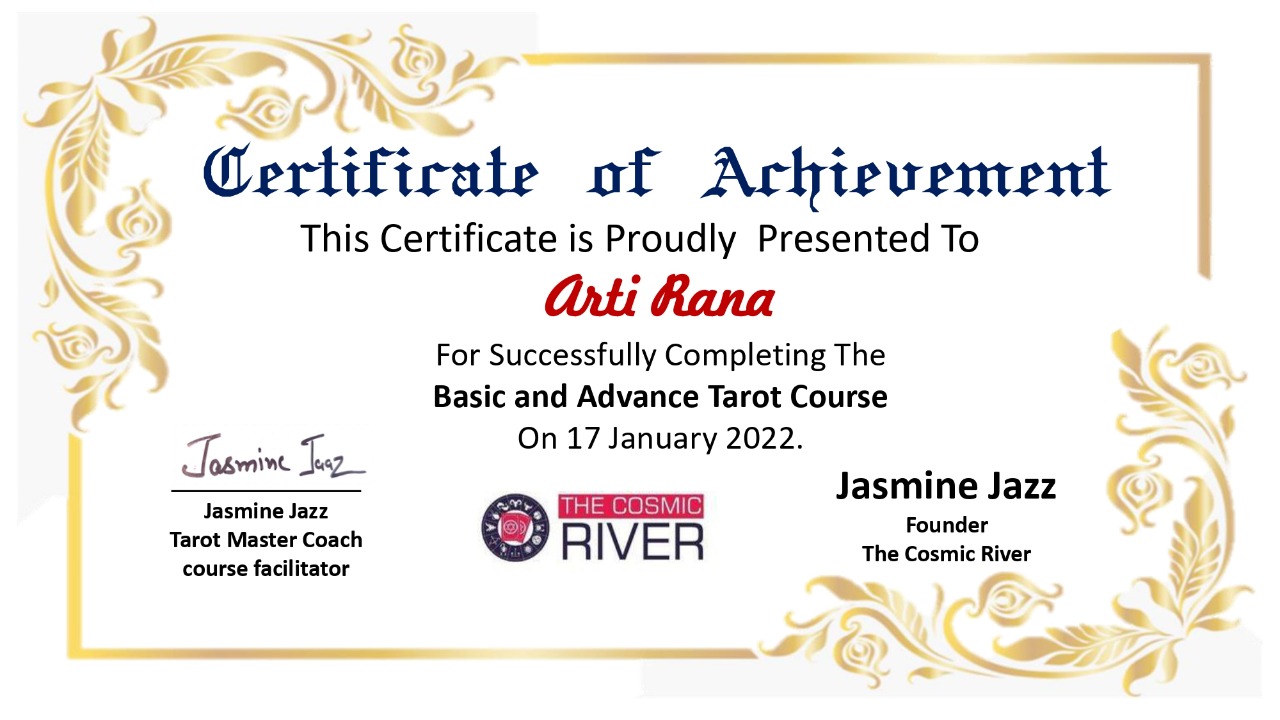 Certificate of Achievement
This Certificate is Proudly Presented To
Arti Rana
For Successfully Completing The
Basic and Advance Tarot Course
On 17 January 2022.
Jasmine Jaaz
Jasmine Jazz
Tarot Master Coach
course facilitator
THE COSMIC
RIVER
Jasmine Jazz
Founder
The Cosmic River